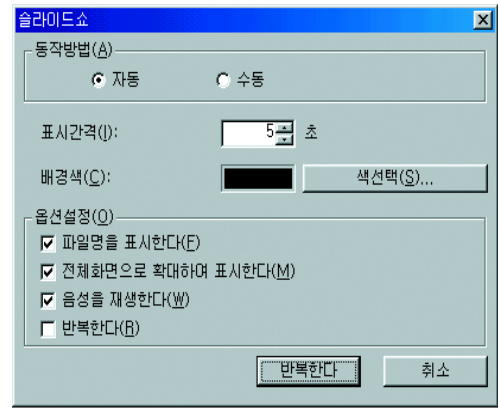 슬라이드쇼
동작방법(A)
자동 수동
표시간격(I): 5 초
배경색(C): 색선택(S)...
옵션설정(O)
파일명을 표시한다(F)
전체화면으로 확대하여 표시한다(M)
음성을 재생한다(W)
반복한다(R)
반복한다 취소